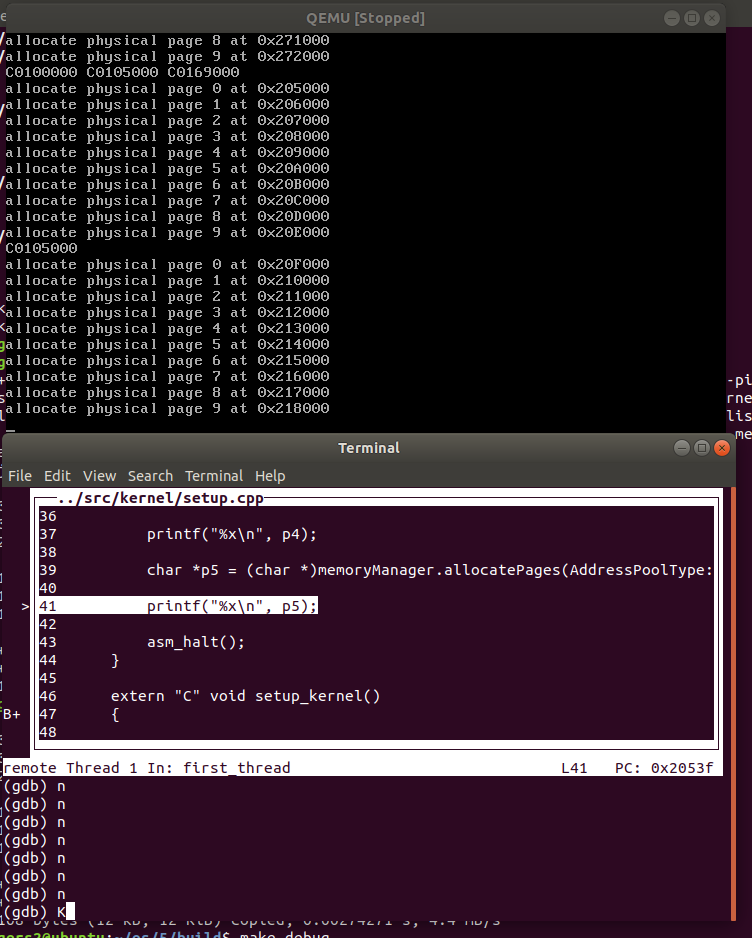 QEMU [Stopped]
allocate physical page 8 at 0x271000
allocate physical page 9 at 0x272000
C0100000 C0105000 C0169000
allocate physical page 0 at 0x205000
allocate physical page 1 at 0x206000
allocate physical page 2 at 0x207000
allocate physical page 3 at 0x208000
allocate physical page 4 at 0x209000
allocate physical page 5 at 0x20A000
allocate physical page 6 at 0x20B000
allocate physical page 7 at 0x20C000
allocate physical page 8 at 0x20D000
allocate physical page 9 at 0x20E000
C0105000
allocate physical page 0 at 0x20F000
allocate physical page 1 at 0x210000
allocate physical page 2 at 0x211000
allocate physical page 3 at 0x212000
allocate physical page 4 at 0x213000
allocate physical page 5 at 0x214000
allocate physical page 6 at 0x215000
allocate physical page 7 at 0x216000
allocate physical page 8 at 0x217000
allocate physical page 9 at 0x218000
-pi
rne
lis
-me
Terminal
File Edit View Search Terminal Help
../src/kernel/setup.cpp
36
37 printf("%x\n", p4);
38
39 char *p5 = (char *)memoryManager.allocatePages(AddressPoolType:
40
> 41 printf("%x\n", p5);
42
43 asm_halt();
44 }
45
46 extern "C" void setup_kernel()
B+ 47 {
48
remote Thread 1 In: first_thread L41 PC: 0x2053f
(gdb) n
(gdb) n
(gdb) n
(gdb) n
(gdb) n
(gdb) n
(gdb) n
(gdb) K
make debug